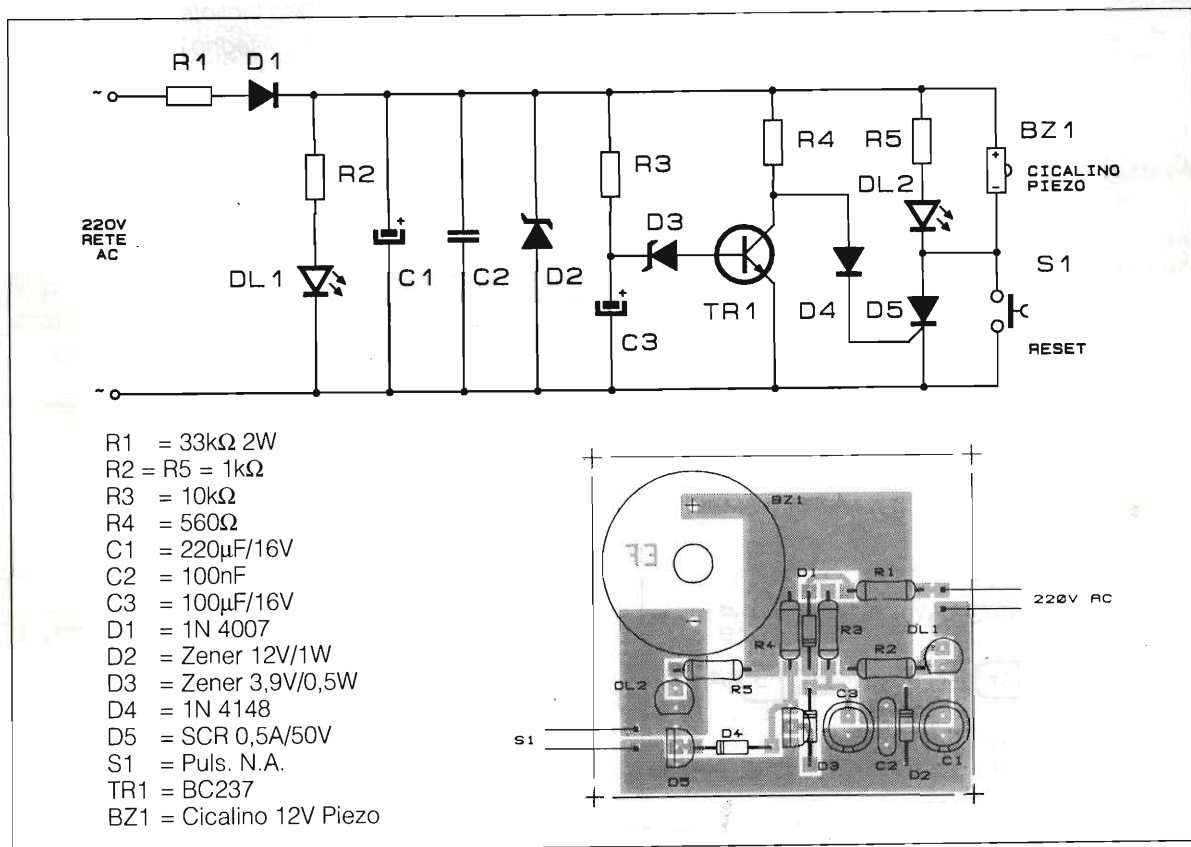 R1 D1
R2
DL1
220V
RETE
AC
C1
C2
D2
R3
D3
C3
TR1
R4
D4
R5
DL2
D5
BZ1
CICALINO
PIEZO
S1
RESET
R1 = 33kΩ 2W
R2 = R5 = 1kΩ
R3 = 10kΩ
R4 = 560Ω
C1 = 220µF/16V
C2 = 100nF
C3 = 100µF/16V
D1 = 1N 4007
D2 = Zener 12V/1W
D3 = Zener 3,9V/0,5W
D4 = 1N 4148
D5 = SCR 0,5A/50V
S1 = Puls. N.A.
TR1 = BC237
BZ1 = Cicalino 12V Piezo
BZ1
EF
D1
R1
220V AC
R4
R3
DL1
R2
DL2
R5
C3
S1
D4
D5
D3
C2
D2
C1